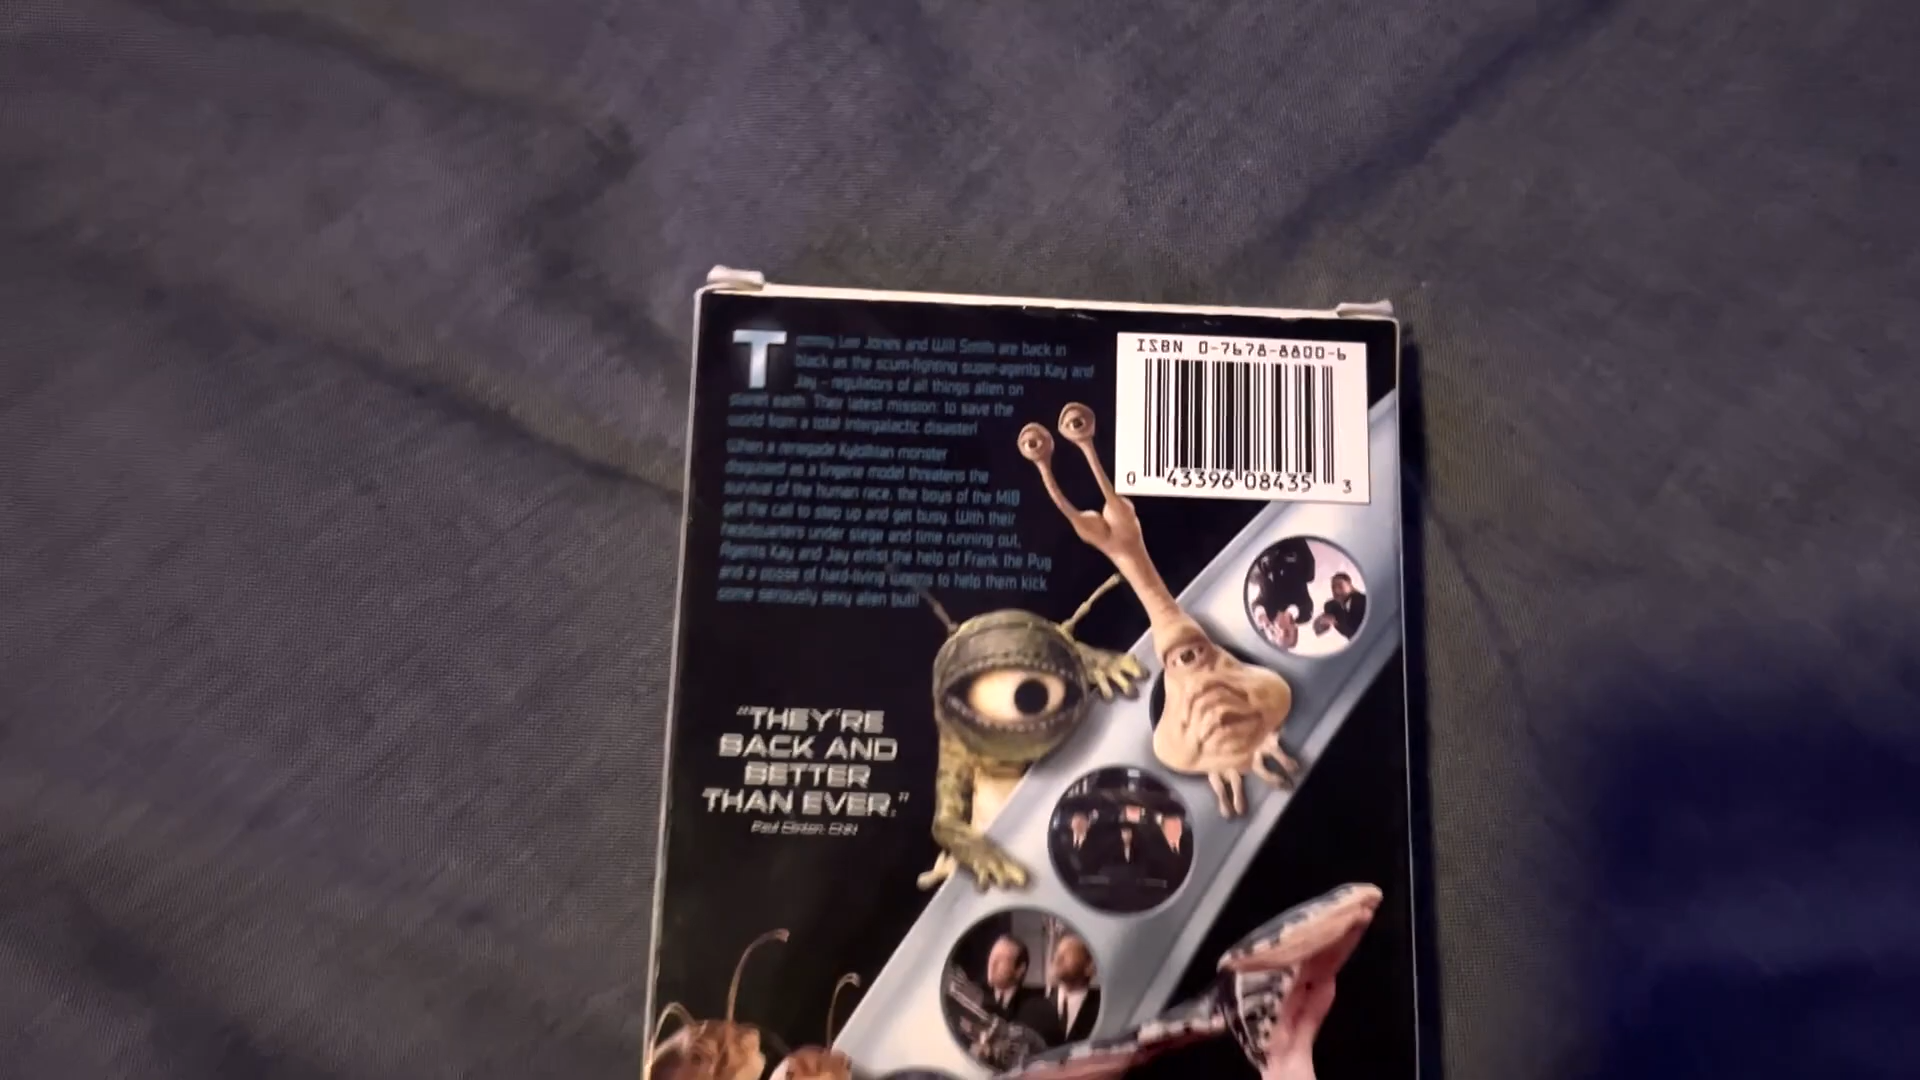 Tommy Lee Jones and Will Smith are back in
black as the scum-fighting super-agents Kay and
Jay - regulators of all things alien on
planet earth. Their latest mission: to save the
world from a total intergalactic disaster!
When a renegade Kylothian monster
disguised as a lingerie model threatens the
survival of the human race, the boys of the MIB
get the call to step up and get busy. With their
headquarters under siege and time running out,
Agents Kay and Jay enlist the help of Frank the Pug
and a posse of hard-living worms to help them kick
some seriously sexy alien butt!
ISBN 0-7678-8800-6
0 43396 08435 3
"THEY'RE
BACK AND
BETTER
THAN EVER."
Paul Clinton, CNN